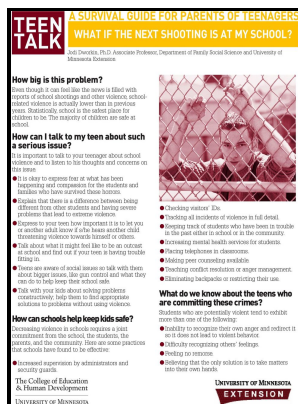 TEEN
TALK
A SURVIVAL GUIDE FOR PARENTS OF TEENAGERS
WHAT IF THE NEXT SHOOTING IS AT MY SCHOOL?
Jodi Dworkin, Ph.D. Associate Professor, Department of Family Social Science and University of
Minnesota Extension
How big is this problem?
Even though it can feel like the news is filled with
reports of school shootings and other violence, school-
related violence is actually lower than in previous
years. Statistically, school is the safest place for
children to be. The majority of children are safe at
school.
How can I talk to my teen about such
a serious issue?
It is important to talk to your teenager about school
violence and to listen to his thoughts and concerns on
this issue.
● It is okay to express fear at what has been
happening and compassion for the students and
families who have survived these horrors.
● Explain that there is a difference between being
different from other students and having severe
problems that lead to extreme violence.
● Express to your teen how important it is to let you
or another adult know if s/he hears another child
threatening violence towards himself or others.
● Talk about what it might feel like to be an outcast
at school and find out if your teen is having trouble
fitting in.
● Teens are aware of social issues so talk with them
about bigger issues, like gun control and what they
can do to help keep their school safe.
● Talk with your kids about solving problems
constructively; help them to find appropriate
solutions to problems without using violence.
How can schools help keep kids safe?
Decreasing violence in schools requires a joint
commitment from the school, the students, the
parents, and the community. Here are some practices
that schools have found to be effective:
● Increased supervision by administrators and
security guards.
● Checking visitors' IDs.
● Tracking all incidents of violence in full detail.
● Keeping track of students who have been in trouble
in the past either in school or in the community.
● Increasing mental health services for students.
● Placing telephones in classrooms.
● Making peer counseling available.
● Teaching conflict resolution or anger management.
● Eliminating backpacks or restricting their use.
What do we know about the teens who
are committing these crimes?
Students who are potentially violent tend to exhibit
more than one of the following:
● Inability to recognize their own anger and redirect it
so it does not lead to violent behavior.
● Difficulty recognizing others' feelings.
● Feeling no remorse.
● Believing that the only solution is to take matters
into their own hands.
The College of Education
& Human Development
UNIVERSITY OF MINNESOTA
UNIVERSITY OF MINNESOTA
EXTENSION